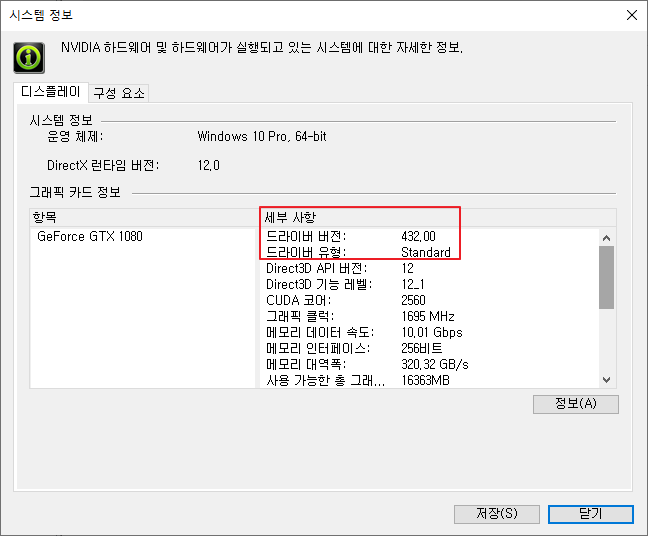 시스템 정보
NVIDIA 하드웨어 및 하드웨어가 실행되고 있는 시스템에 대한 자세한 정보.
디스플레이 구성 요소
시스템 정보
운영 체제: Windows 10 Pro, 64-bit
DirectX 런타임 버전: 12.0
그래픽 카드 정보
항목 세부 사항
GeForce GTX 1080 드라이버 버전: 432.00
드라이버 유형: Standard
Direct3D API 버전: 12
Direct3D 기능 레벨: 12_1
CUDA 코어: 2560
그래픽 클럭: 1695 MHz
메모리 데이터 속도: 10.01 Gbps
메모리 인터페이스: 256비트
메모리 대역폭: 320.32 GB/s
사용 가능한 총 그래... 16363MB
정보(A)
저장(S) 닫기